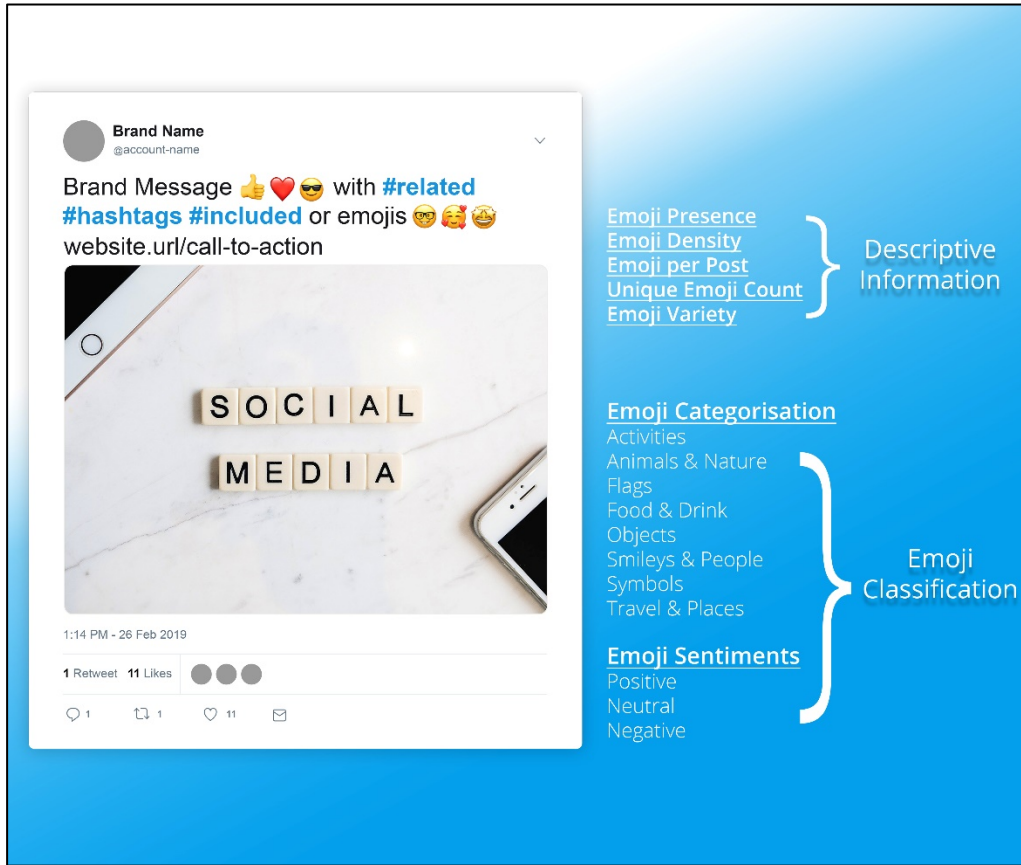 Brand Name
@account-name
Brand Message 👍❤️😎 with #related
#hashtags #included or emojis 🤓🥰🤩
website.url/call-to-action
SOCIAL
MEDIA
1:14 PM - 26 Feb 2019
1 Retweet 11 Likes
1 1 11
Emoji Presence
Emoji Density
Emoji per Post
Unique Emoji Count
Emoji Variety
Descriptive
Information
Emoji Categorisation
Activities
Animals & Nature
Flags
Food & Drink
Objects
Smileys & People
Symbols
Travel & Places
Emoji Sentiments
Positive
Neutral
Negative
Emoji
Classification